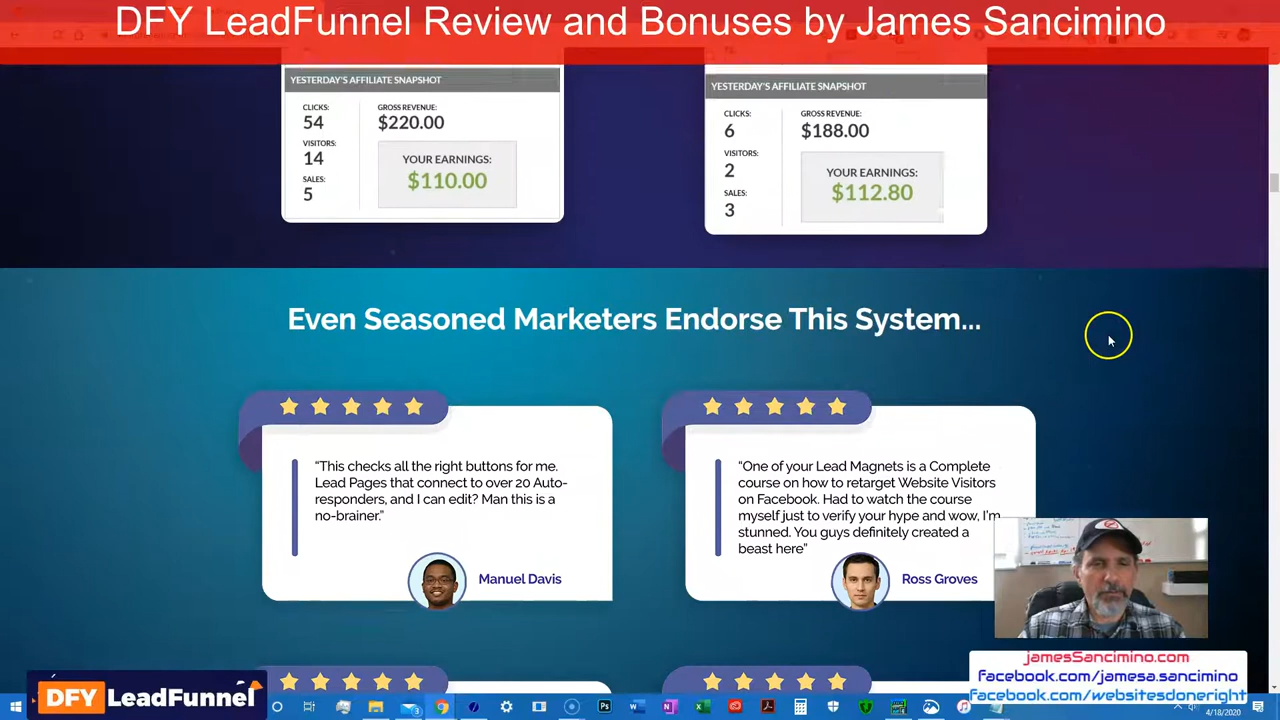 DFY LeadFunnel Review and Bonuses by James Sancimino
YESTERDAY'S AFFILIATE SNAPSHOT
CLICKS:
54
VISITORS:
14
SALES:
5
GROSS REVENUE:
$220.00
YOUR EARNINGS:
$110.00
YESTERDAY'S AFFILIATE SNAPSHOT
CLICKS:
6
VISITORS:
2
SALES:
3
GROSS REVENUE:
$188.00
YOUR EARNINGS:
$112.80
Even Seasoned Marketers Endorse This System...
“This checks all the right buttons for me.
Lead Pages that connect to over 20 Auto-
responders, and I can edit? Man this is a
no-brainer.”
Manuel Davis
“One of your Lead Magnets is a Complete
course on how to retarget Website Visitors
on Facebook. Had to watch the course
myself just to verify your hype and wow, I'm
stunned. You guys definitely created a
beast here”
Ross Groves
jamesSancimino.com
facebook.com/jamesa.sancimino
facebook.com/websitesdoneright
DFY LeadFunnel
4/18/2020